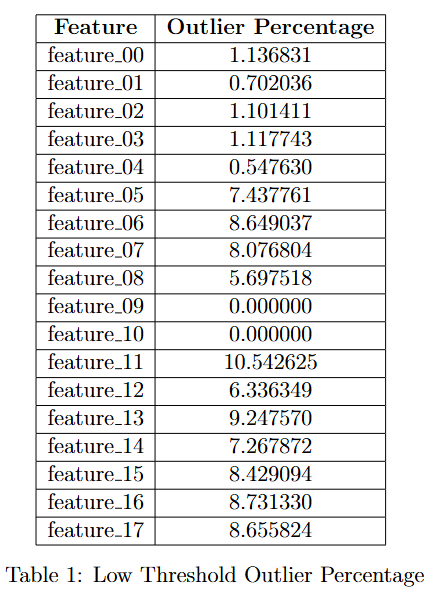 Feature Outlier Percentage
feature_00 1.136831
feature_01 0.702036
feature_02 1.101411
feature_03 1.117743
feature_04 0.547630
feature_05 7.437761
feature_06 8.649037
feature_07 8.076804
feature_08 5.697518
feature_09 0.000000
feature_10 0.000000
feature_11 10.542625
feature_12 6.336349
feature_13 9.247570
feature_14 7.267872
feature_15 8.429094
feature_16 8.731330
feature_17 8.655824
Table 1: Low Threshold Outlier Percentage